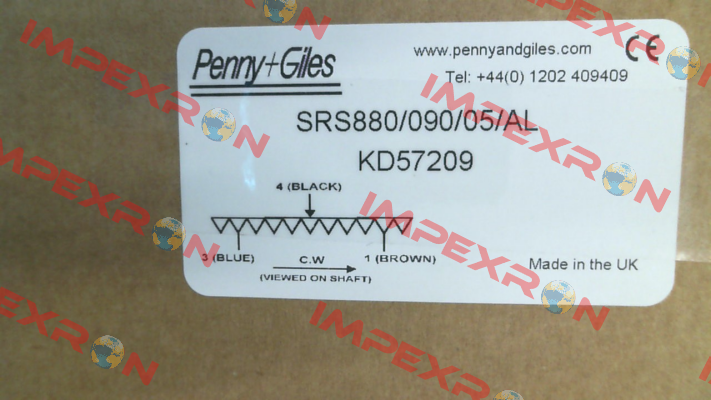 Penny+Giles
www.pennyandgiles.com
CE
Tel: +44(0) 1202 409409
SRS880/090/05/AL
KD57209
4 (BLACK)
3 (BLUE)
C.W
1 (BROWN)
(VIEWED ON SHAFT)
Made in the UK
IMPEXRON
IMPEXRON
IMPEXRON
IMPEXRON
IMPEXRON
IMPEXRON
IMPEXRON